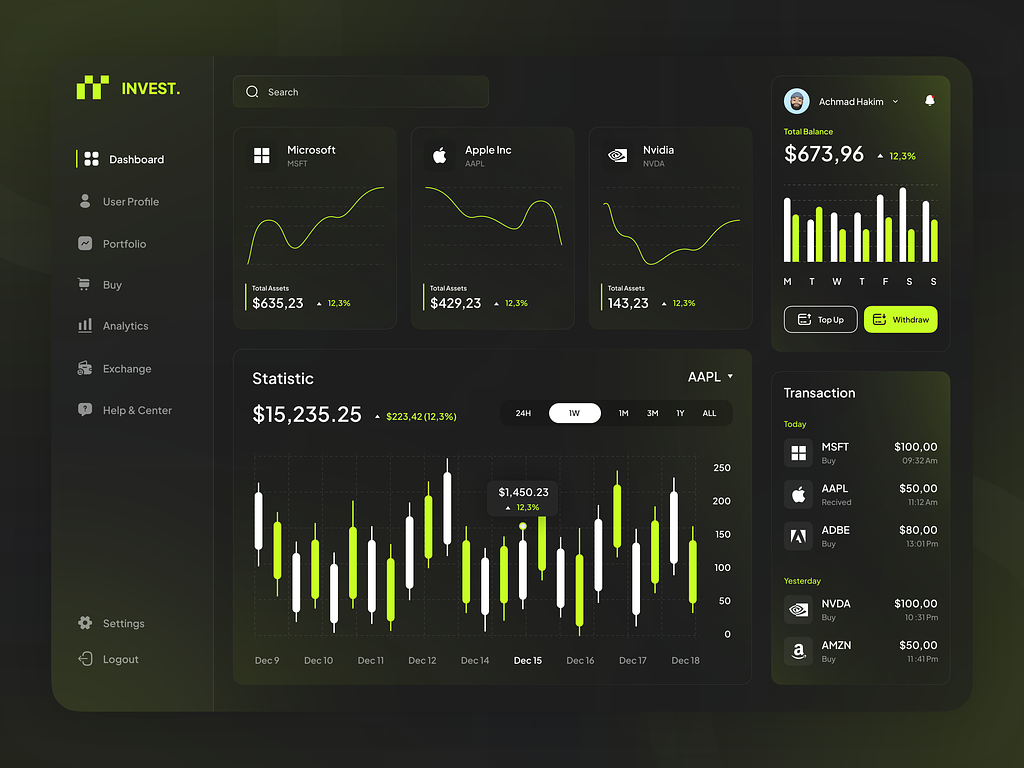 INVEST.
Dashboard
User Profile
Portfolio
Buy
Analytics
Exchange
Help & Center
Settings
Logout
Search
Microsoft
MSFT
Total Assets
$635,23 12,3%
Apple Inc
AAPL
Total Assets
$429,23 12,3%
Nvidia
NVDA
Total Assets
143,23 12,3%
Statistic
AAPL
$15,235.25 $223,42 (12,3%)
24H 1W 1M 3M 1Y ALL
$1,450.23
12,3%
250
200
150
100
50
0
Dec 9 Dec 10 Dec 11 Dec 12 Dec 14 Dec 15 Dec 16 Dec 17 Dec 18
Achmad Hakim
Total Balance
$673,96 12,3%
M T W T F S S
Top Up Withdraw
Transaction
Today
MSFT $100,00
Buy 09:32 Am
AAPL $50,00
Recived 11:12 Am
ADBE $80,00
Buy 13:01 Pm
Yesterday
NVDA $100,00
Buy 10:31 Pm
AMZN $50,00
Buy 11:41 Pm